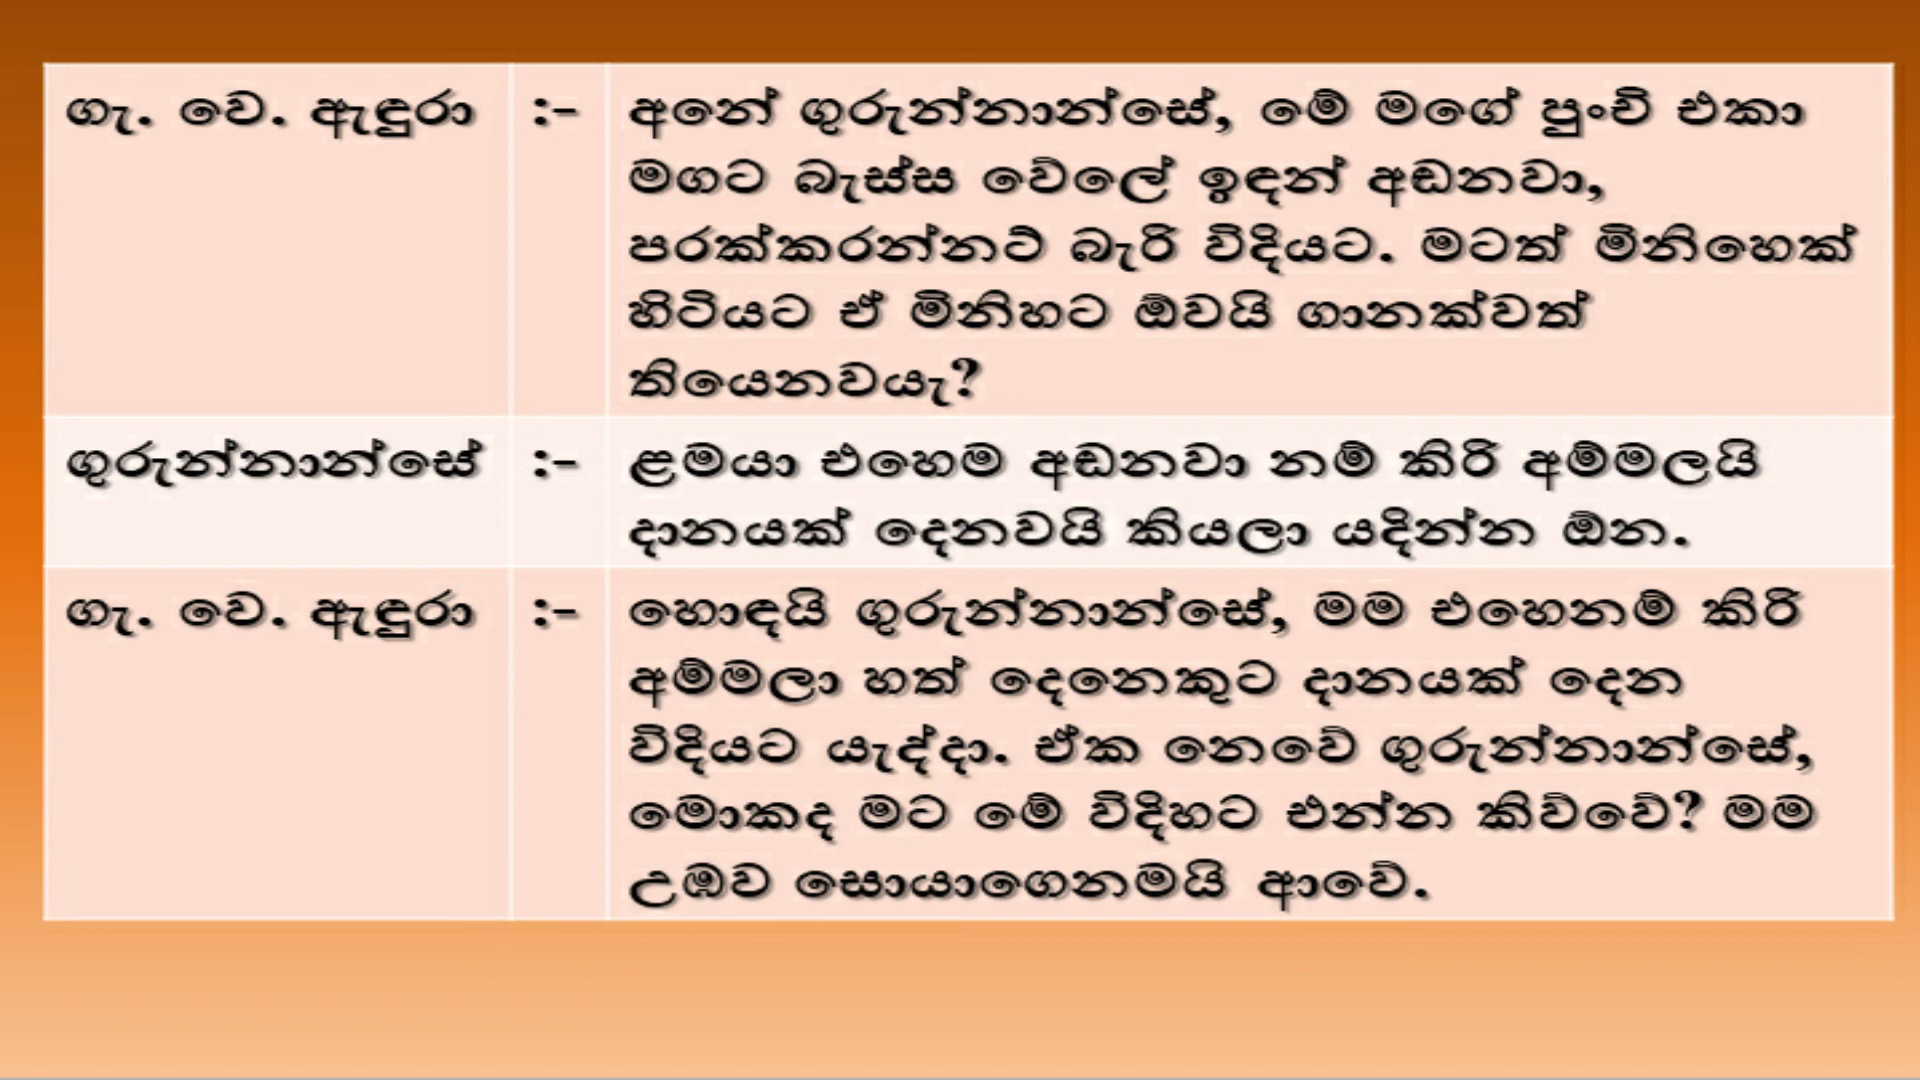 ගැ. වෙ. ඇඳුරා :- අනේ ගුරුන්නාන්සේ, මේ මගේ පුංචි එකා
මගට බැස්ස වේලේ ඉඳන් අඬනවා,
පරක්කරන්නට් බැරි විදියට. මටත් මිනිහෙක්
හිටියට ඒ මිනිහට ඕවයි ගානක්වත්
තියෙනවයැ?
ගුරුන්නාන්සේ :- ළමයා එහෙම අඬනවා නම් කිරි අම්මලයි
දානයක් දෙනවයි කියලා යදින්න ඕන.
ගැ. වෙ. ඇඳුරා :- හොඳයි ගුරුන්නාන්සේ, මම එහෙනම් කිරි
අම්මලා හත් දෙනෙකුට දානයක් දෙන
විදියට යැද්දා. ඒක නෙවේ ගුරුන්නාන්සේ,
මොකද මට මේ විදිහට එන්න කිව්වේ? මම
උඹව සොයාගෙනමයි ආවේ.